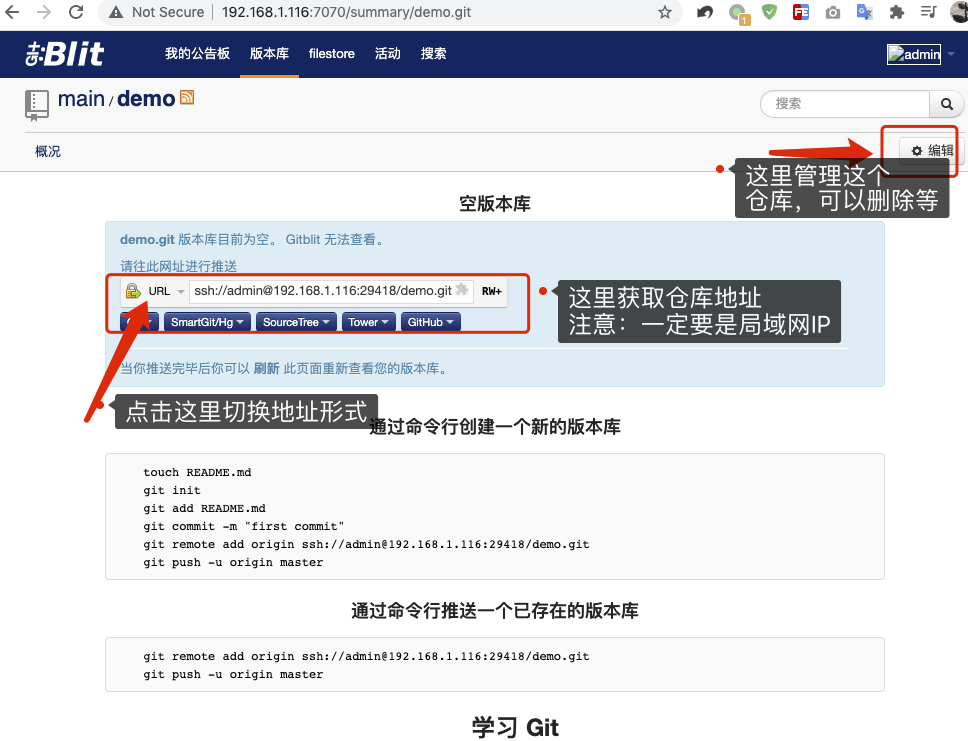 Not Secure | 192.168.1.116:7070/summary/demo.git
1
FE
git:Blit 我的公告板 版本库 filestore 活动 搜索 admin
main / demo
搜索
概况
编辑
这里管理这个
仓库，可以删除等
空版本库
demo.git 版本库目前为空。 Gitblit 无法查看。
请往此网址进行推送
URL ssh://admin@192.168.1.116:29418/demo.git RW+
SmartGit/Hg SourceTree Tower GitHub
这里获取仓库地址
注意：一定要是局域网IP
当你推送完毕后你可以 刷新 此页面重新查看您的版本库。
点击这里切换地址形式
通过命令行创建一个新的版本库
touch README.md
git init
git add README.md
git commit -m "first commit"
git remote add origin ssh://admin@192.168.1.116:29418/demo.git
git push -u origin master
通过命令行推送一个已存在的版本库
git remote add origin ssh://admin@192.168.1.116:29418/demo.git
git push -u origin master
学习 Git